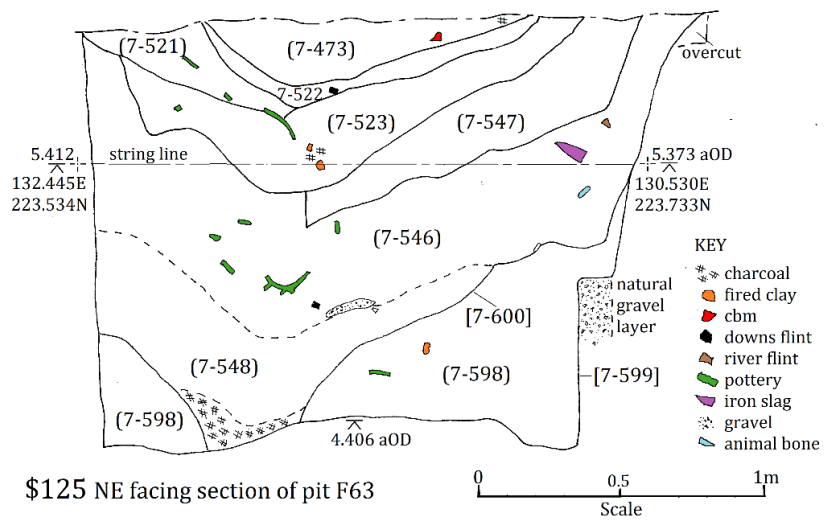 (7-521)
(7-473)
overcut
7-522
(7-523)
(7-547)
5.412
string line
5.373 aOD
132.445E
223.534N
130.530E
223.733N
(7-546)
KEY
charcoal
fired clay
cbm
downs flint
river flint
pottery
iron slag
gravel
animal bone
natural
gravel
layer
[7-600]
(7-548)
(7-598)
[7-599]
(7-598)
4.406 aOD
$125 NE facing section of pit F63
0
0.5
1m
Scale